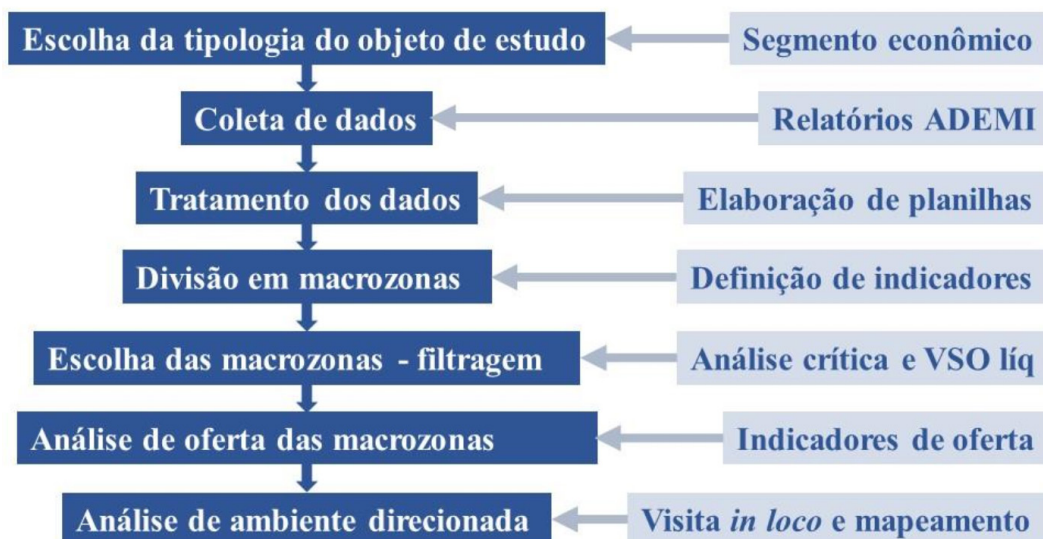 Escolha da tipologia do objeto de estudo
Segmento econômico
Coleta de dados
Relatórios ADEMI
Tratamento dos dados
Elaboração de planilhas
Divisão em macrozonas
Definição de indicadores
Escolha das macrozonas - filtragem
Análise crítica e VSO líq
Análise de oferta das macrozonas
Indicadores de oferta
Análise de ambiente direcionada
Visita in loco e mapeamento